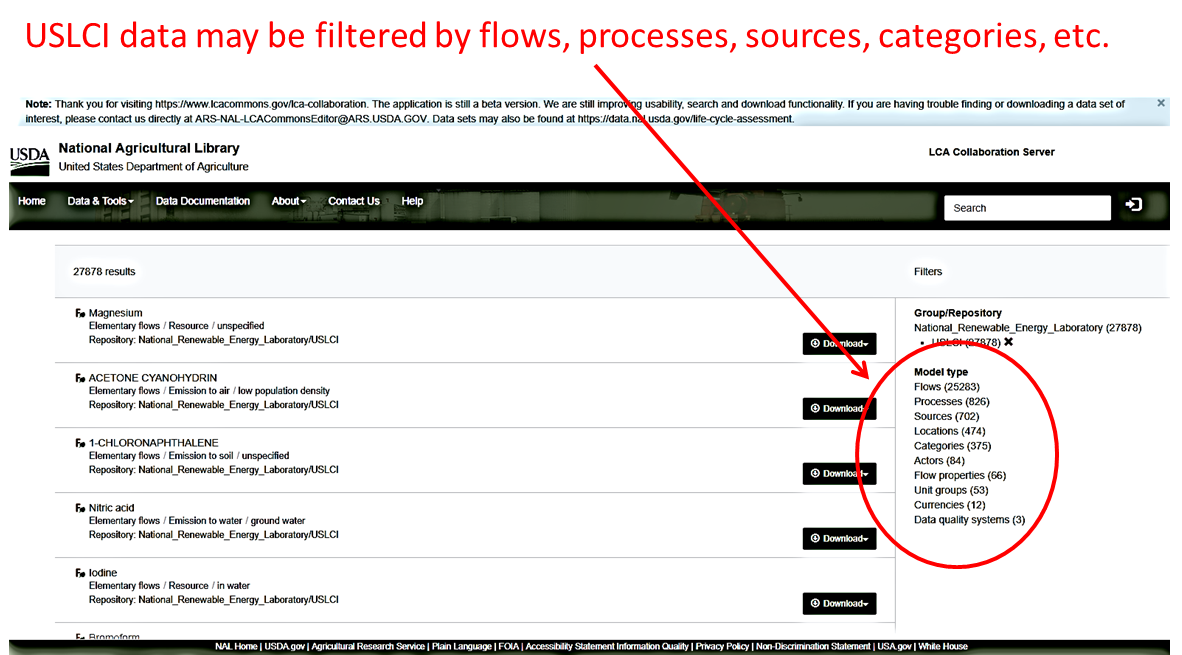 USLCI data may be filtered by flows, processes, sources, categories, etc.
Note: Thank you for visiting https://www.lcacommons.gov/lca-collaboration. The application is still a beta version. We are still improving usability, search and download functionality. If you are having trouble finding or downloading a data set of
interest, please contact us directly at ARS-NAL-LCACommonsEditor@ARS.USDA.GOV. Data sets may also be found at https://data.nal.usda.gov/life-cycle-assessment.
USDA
National Agricultural Library
United States Department of Agriculture
LCA Collaboration Server
Home Data & Tools Data Documentation About Contact Us Help Search
27878 results
Filters
Magnesium
Elementary flows / Resource / unspecified
Repository: National_Renewable_Energy_Laboratory/USLCI
Download
ACETONE CYANOHYDRIN
Elementary flows / Emission to air / low population density
Repository: National_Renewable_Energy_Laboratory/USLCI
Download
1-CHLORONAPHTHALENE
Elementary flows / Emission to soil / unspecified
Repository: National_Renewable_Energy_Laboratory/USLCI
Download
Nitric acid
Elementary flows / Emission to water / ground water
Repository: National_Renewable_Energy_Laboratory/USLCI
Download
Iodine
Elementary flows / Resource / in water
Repository: National_Renewable_Energy_Laboratory/USLCI
Download
Bromoform
Group/Repository
National_Renewable_Energy_Laboratory (27878)
USLCI (27878)
Model type
Flows (25283)
Processes (826)
Sources (702)
Locations (474)
Categories (375)
Actors (84)
Flow properties (66)
Unit groups (53)
Currencies (12)
Data quality systems (3)
NAL Home | USDA.gov | Agricultural Research Service | Plain Language | FOIA | Accessibility Statement Information Quality | Privacy Policy | Non-Discrimination Statement | USA.gov | White House